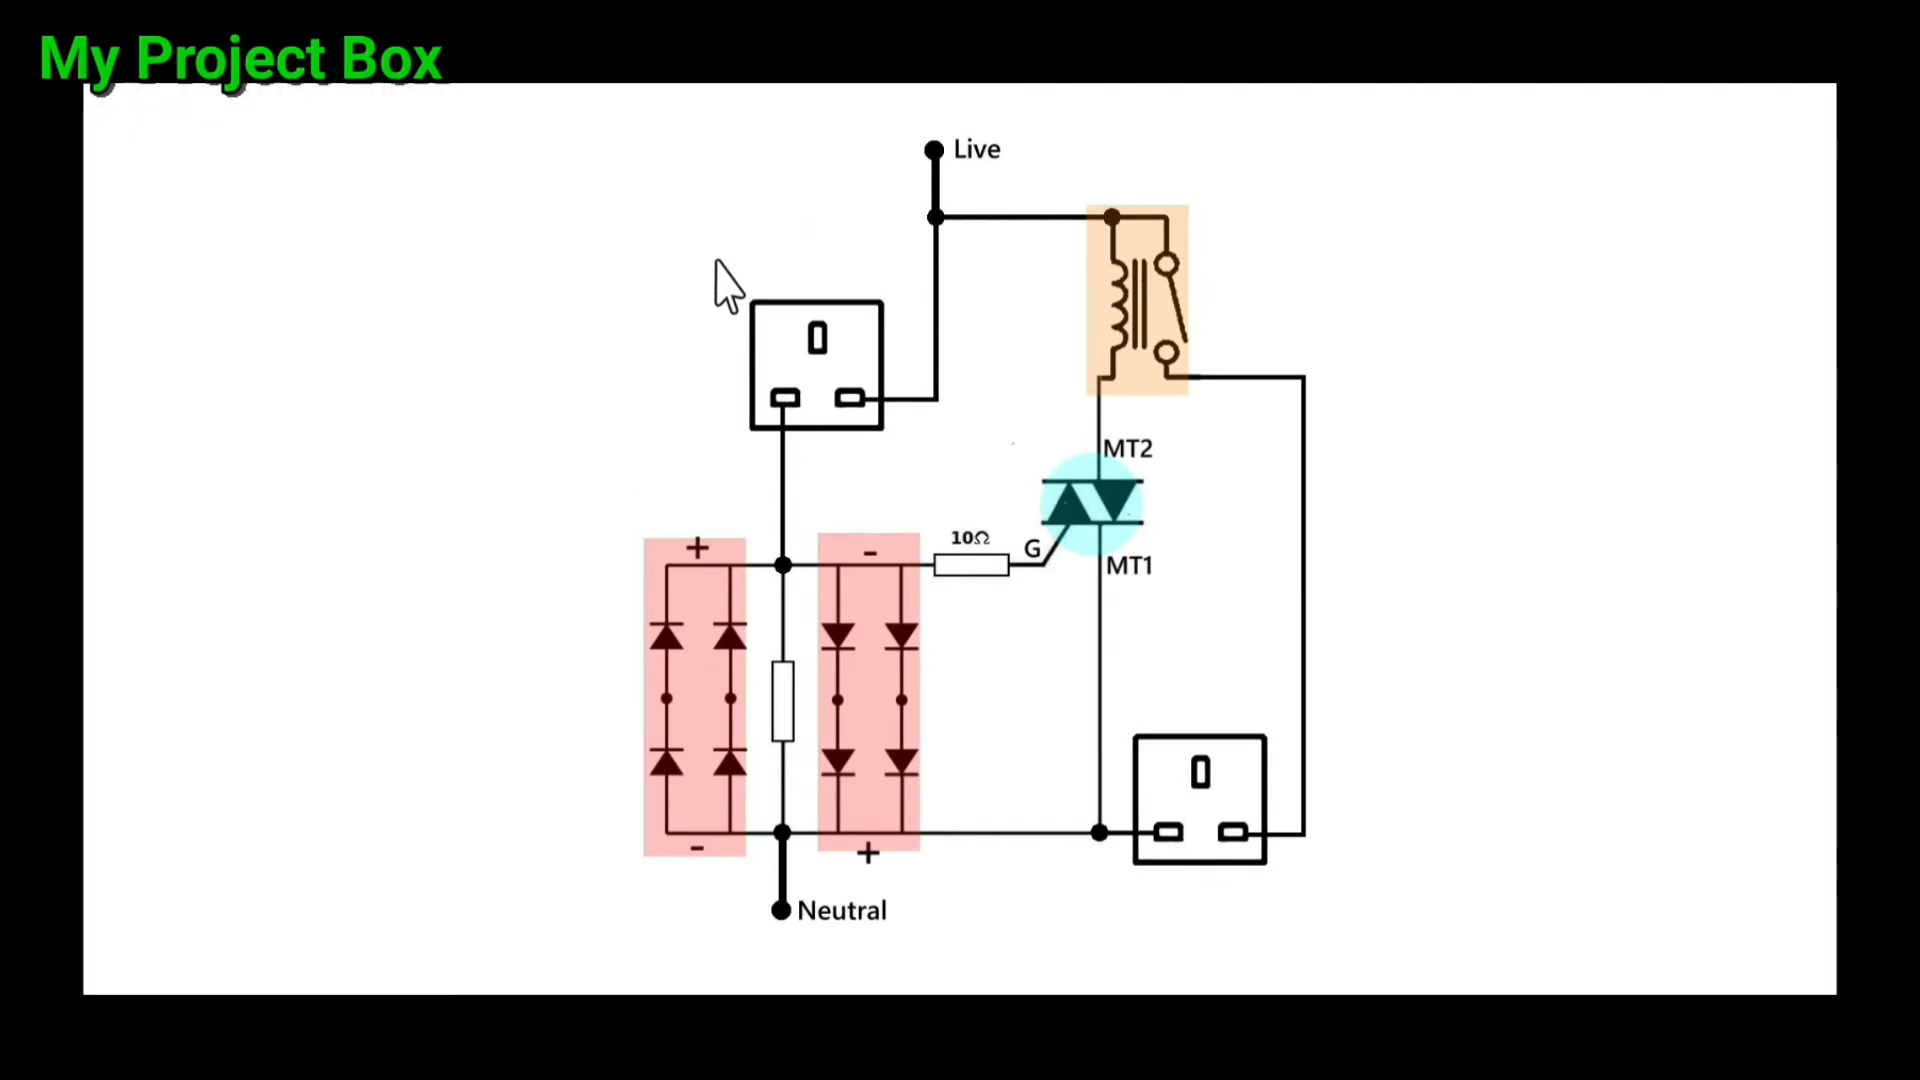 My Project Box
Live
MT2
10Ω
G
MT1
+
-
-
+
Neutral